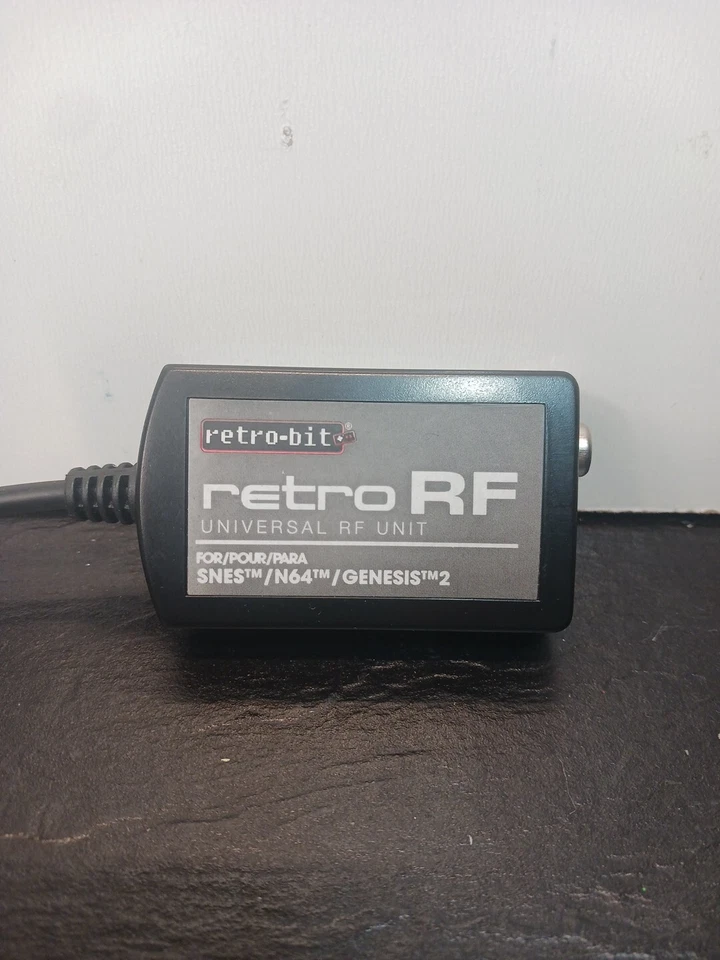 retro-bit®
retro RF
UNIVERSAL RF UNIT
FOR/POUR/PARA
SNES™/N64™/GENESIS™2